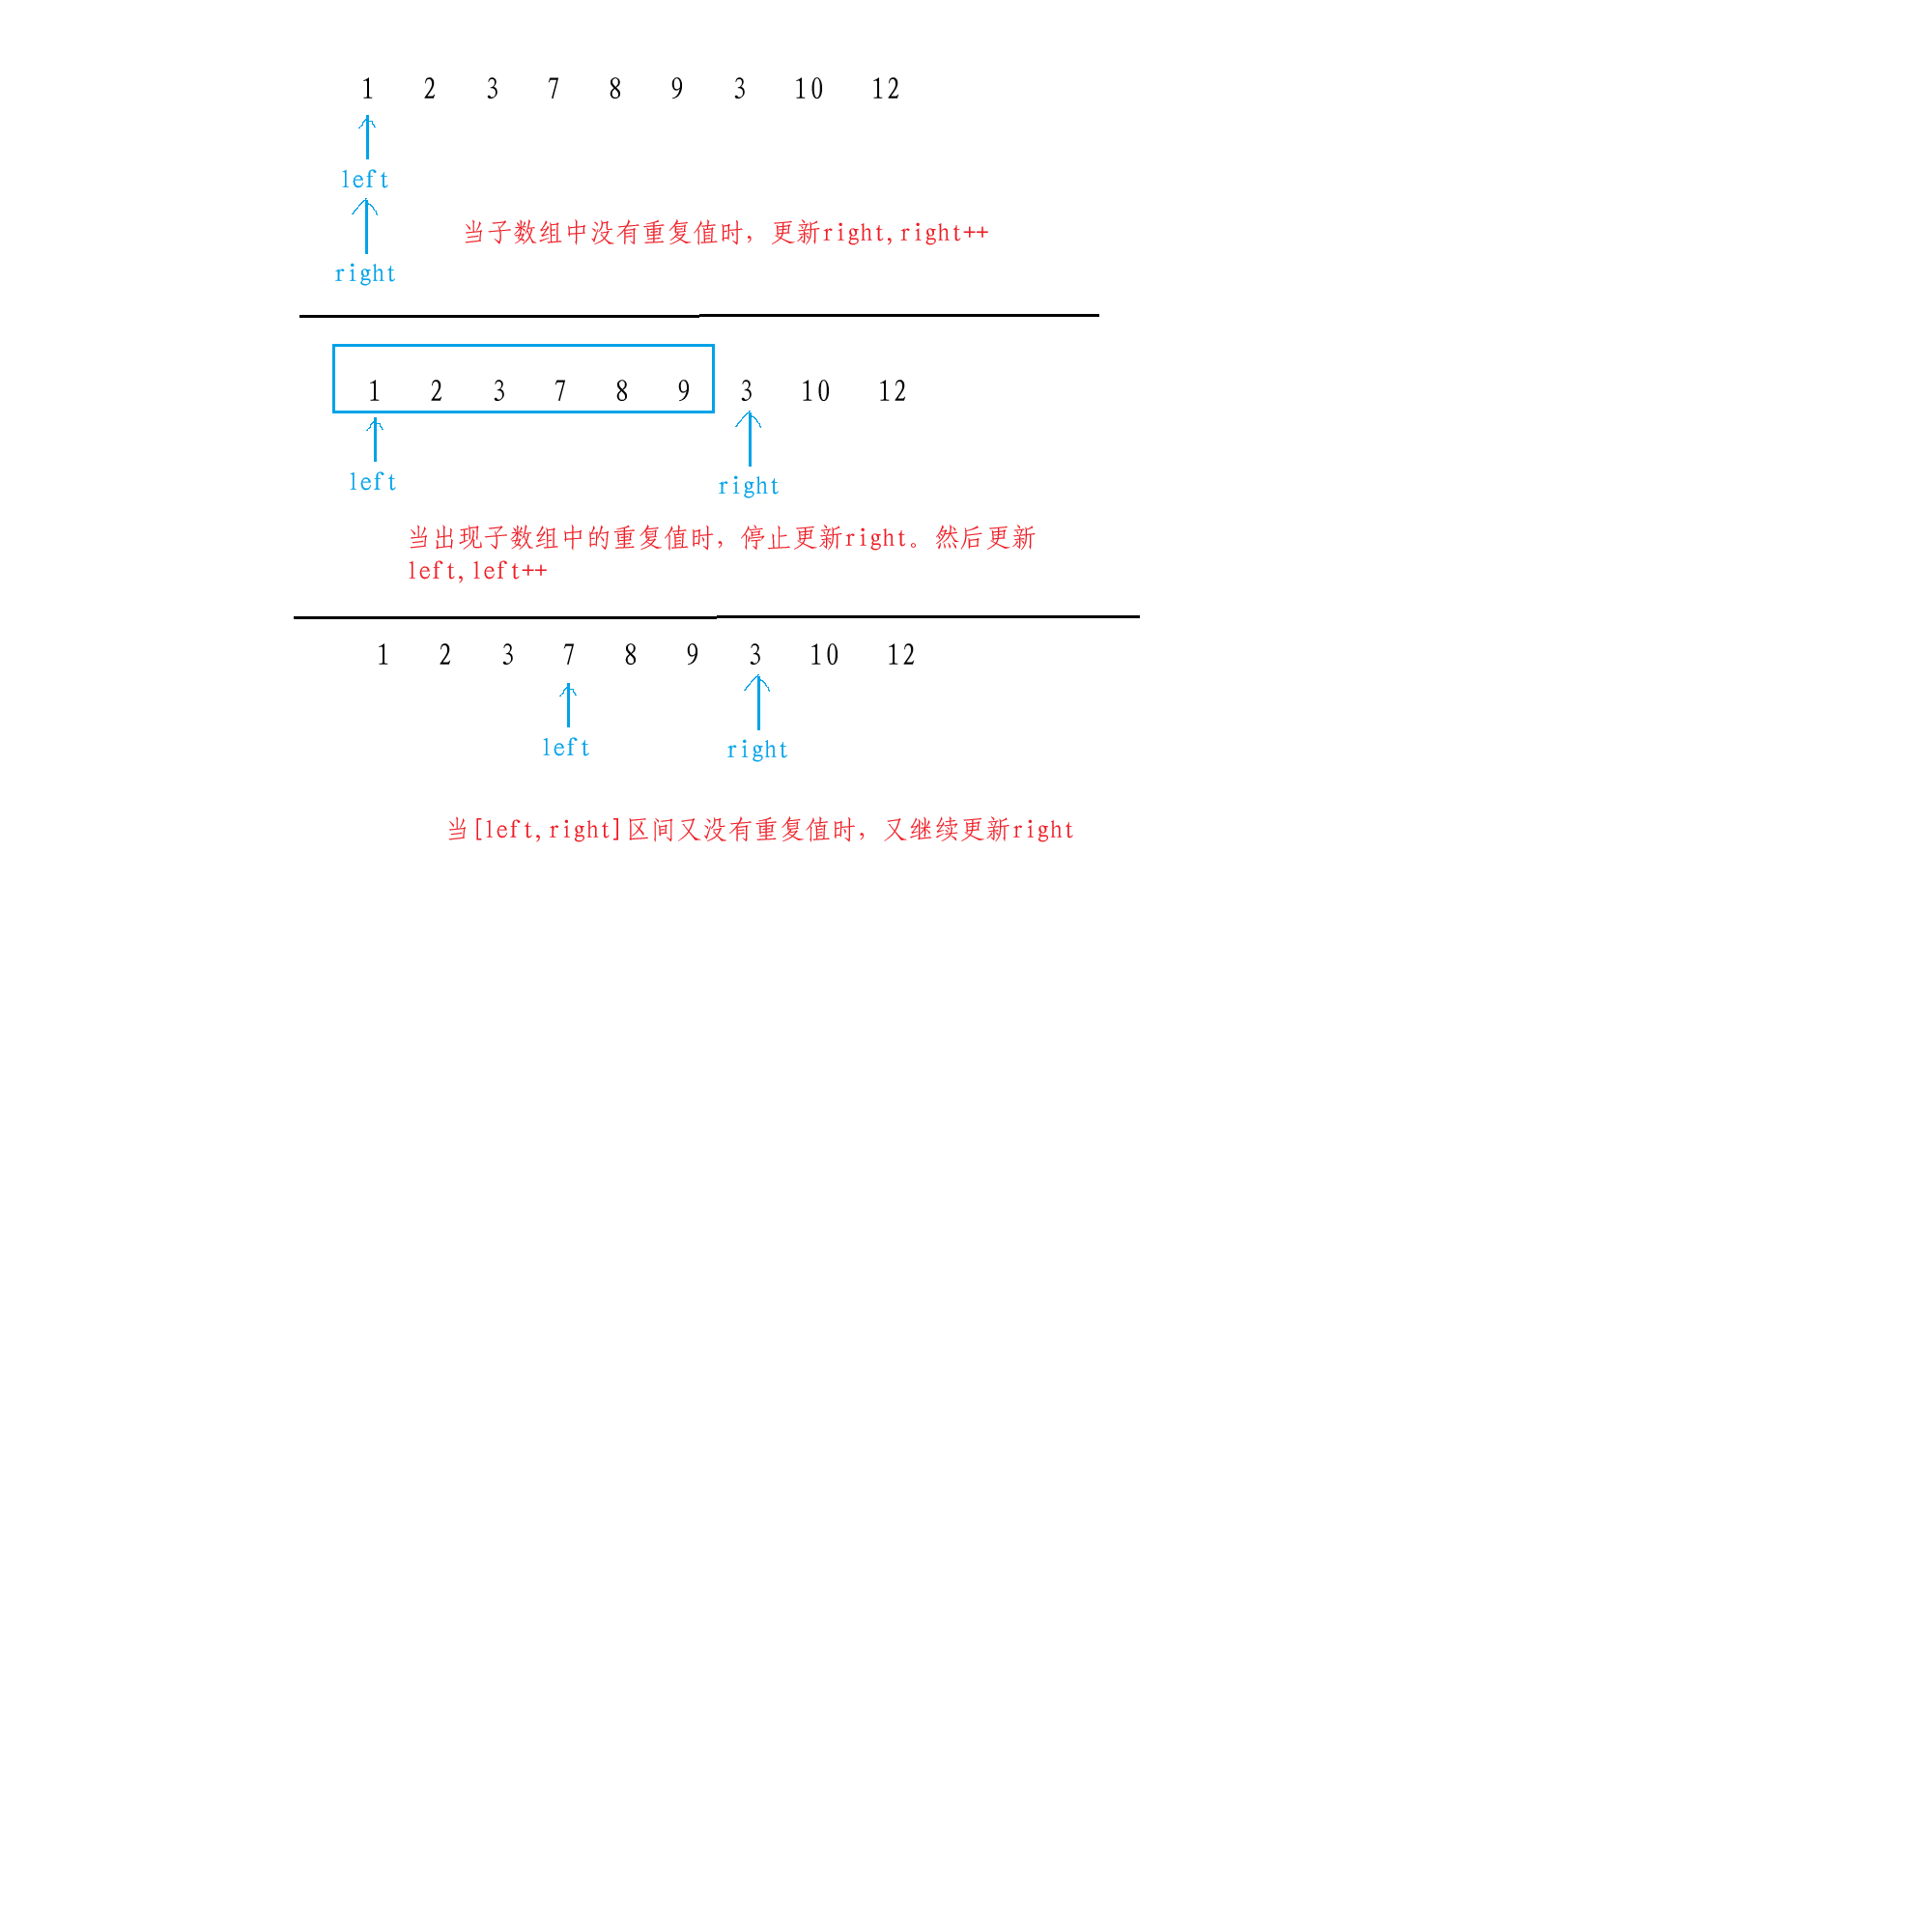 1 2 3 7 8 9 3 10 12
left
当子数组中没有重复值时，更新right,right++
right
1 2 3 7 8 9 3 10 12
left
right
当出现子数组中的重复值时，停止更新right。然后更新
left,left++
1 2 3 7 8 9 3 10 12
left
right
当[left,right]区间又没有重复值时，又继续更新right